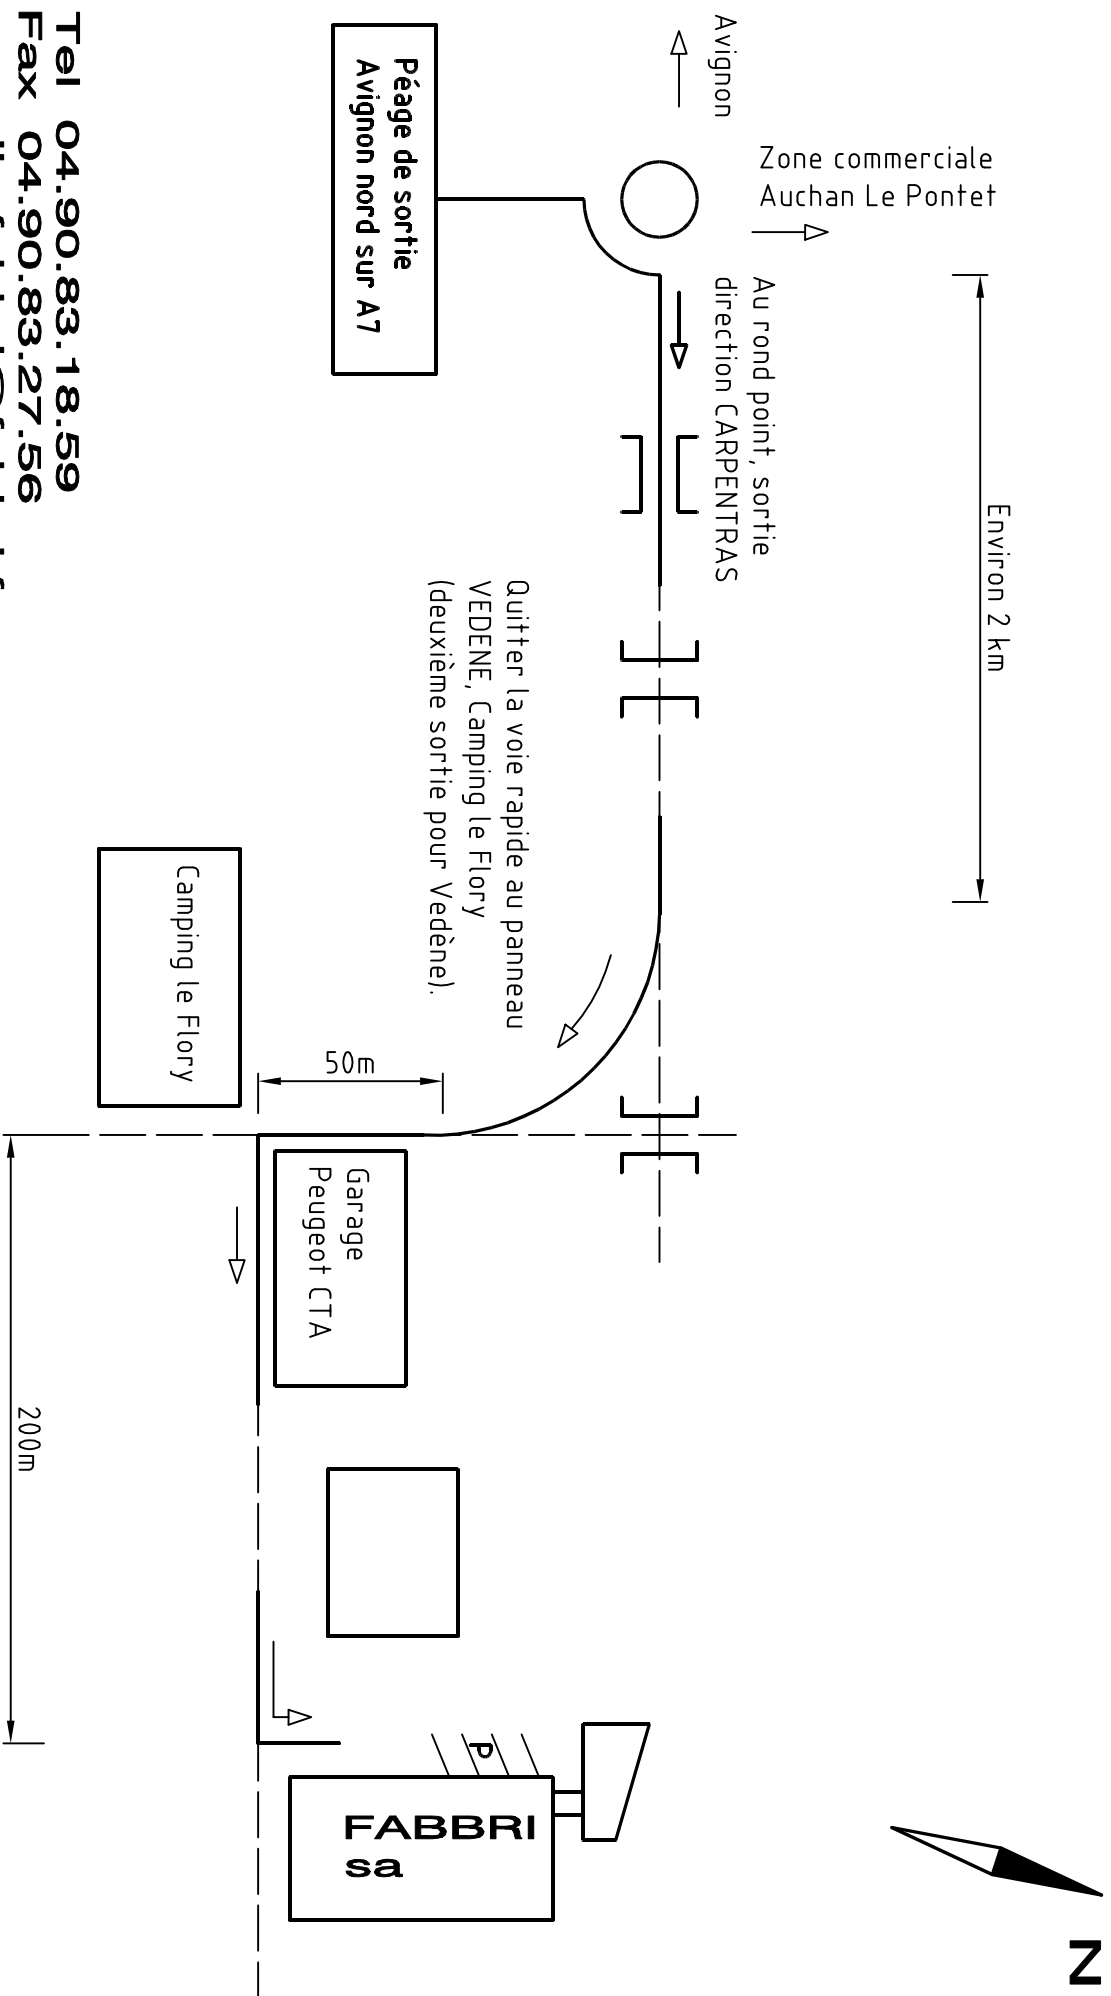 Avignon
Zone commerciale
Auchan Le Pontet
Péage de sortie
Avignon nord sur A7
Au rond point, sortie
direction CARPENTRAS
Environ 2 km
Quitter la voie rapide au panneau
VEDENE, Camping le Flory
(deuxième sortie pour Vedène).
Camping le Flory
50m
Garage
Peugeot CTA
200m
P
FABBRI
sa
N
Tel 04.90.83.18.59
Fax 04.90.83.27.56